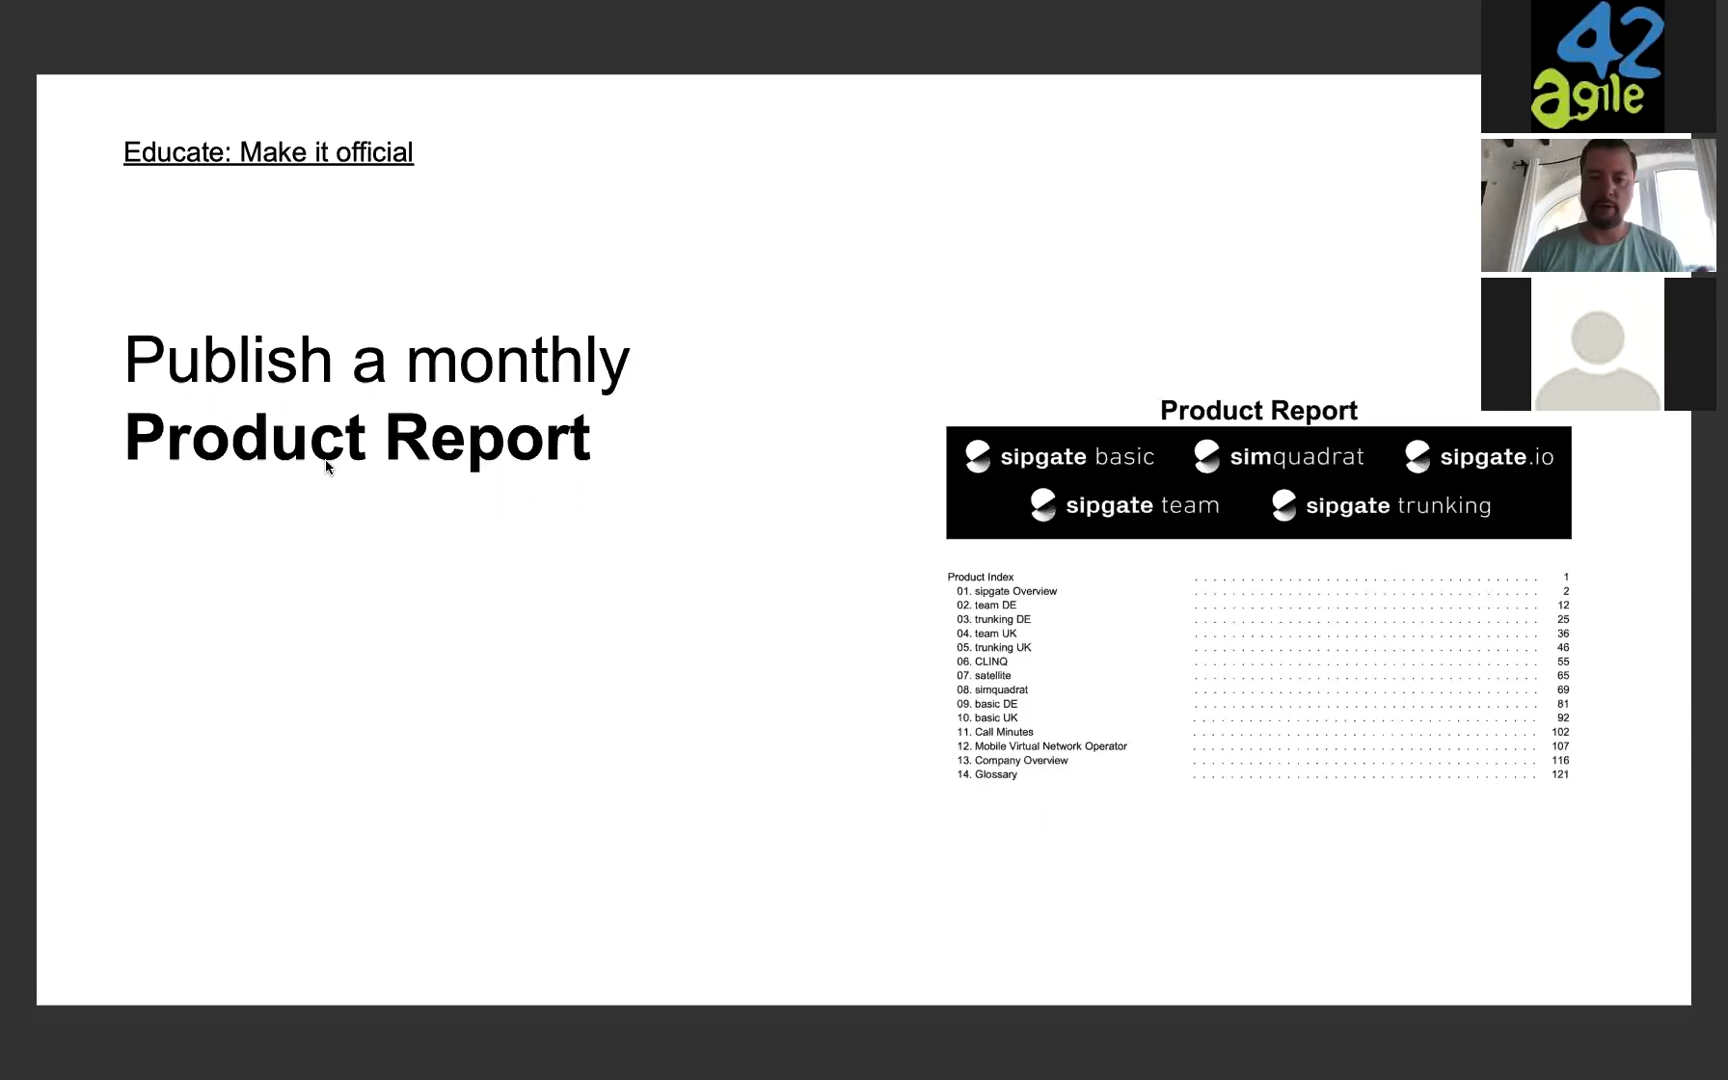 42
agile
Educate: Make it official
Publish a monthly
Product Report
Product Report
sipgate basic simquadrat sipgate.io
sipgate team sipgate trunking
Product Index . . . . . . . . . . . . . . . . . . . . . . . . . . . . . . 1
01. sipgate Overview . . . . . . . . . . . . . . . . . . . . . . . . . . . . . . 2
02. team DE . . . . . . . . . . . . . . . . . . . . . . . . . . . . . . 12
03. trunking DE . . . . . . . . . . . . . . . . . . . . . . . . . . . . . . 25
04. team UK . . . . . . . . . . . . . . . . . . . . . . . . . . . . . . 36
05. trunking UK . . . . . . . . . . . . . . . . . . . . . . . . . . . . . . 46
06. CLINQ . . . . . . . . . . . . . . . . . . . . . . . . . . . . . . 55
07. satellite . . . . . . . . . . . . . . . . . . . . . . . . . . . . . . 65
08. simquadrat . . . . . . . . . . . . . . . . . . . . . . . . . . . . . . 69
09. basic DE . . . . . . . . . . . . . . . . . . . . . . . . . . . . . . 81
10. basic UK . . . . . . . . . . . . . . . . . . . . . . . . . . . . . . 92
11. Call Minutes . . . . . . . . . . . . . . . . . . . . . . . . . . . . . . 102
12. Mobile Virtual Network Operator . . . . . . . . . . . . . . . . . . . . . . . . . . . . . . 107
13. Company Overview . . . . . . . . . . . . . . . . . . . . . . . . . . . . . . 116
14. Glossary . . . . . . . . . . . . . . . . . . . . . . . . . . . . . . 121